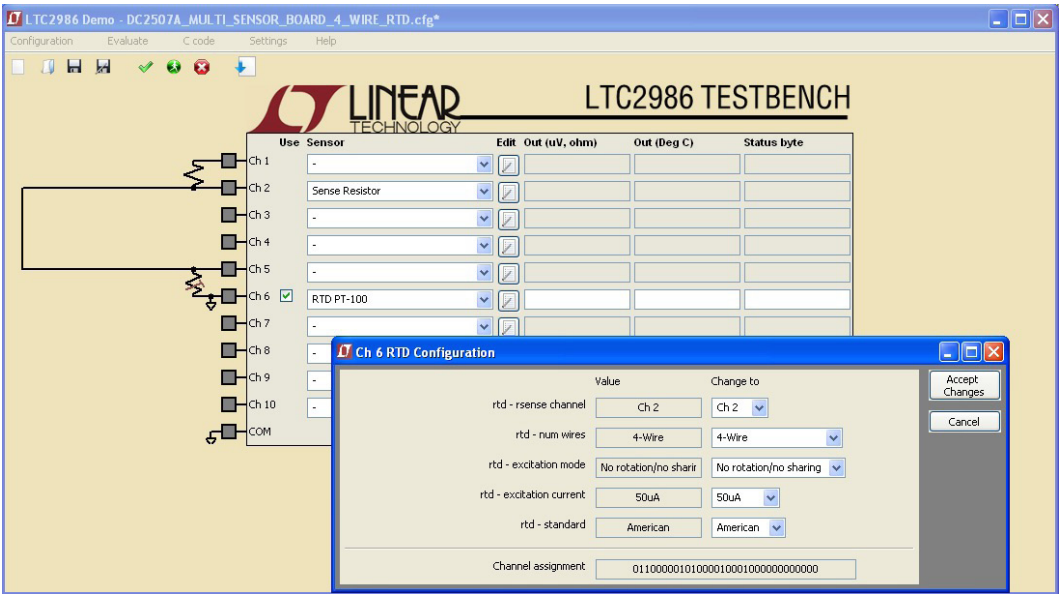 LTC2986 Demo - DC2507A_MULTI_SENSOR_BOARD_4_WIRE_RTD.cfg*
Configuration Evaluate C code Settings Help
LINEAR TECHNOLOGY
LTC2986 TESTBENCH
Use Sensor Edit Out (uV, ohm) Out (Deg C) Status byte
Ch 1 -
Ch 2 Sense Resistor
Ch 3 -
Ch 4 -
Ch 5 -
Ch 6 RTD PT-100
Ch 7 -
Ch 8 -
Ch 9 -
Ch 10 -
COM
Ch 6 RTD Configuration
Value Change to
rtd - rsense channel Ch 2 Ch 2
rtd - num wires 4-Wire 4-Wire
rtd - excitation mode No rotation/no sharir No rotation/no sharing
rtd - excitation current 50uA 50uA
rtd - standard American American
Channel assignment 01100000101000010001000000000000
Accept Changes
Cancel